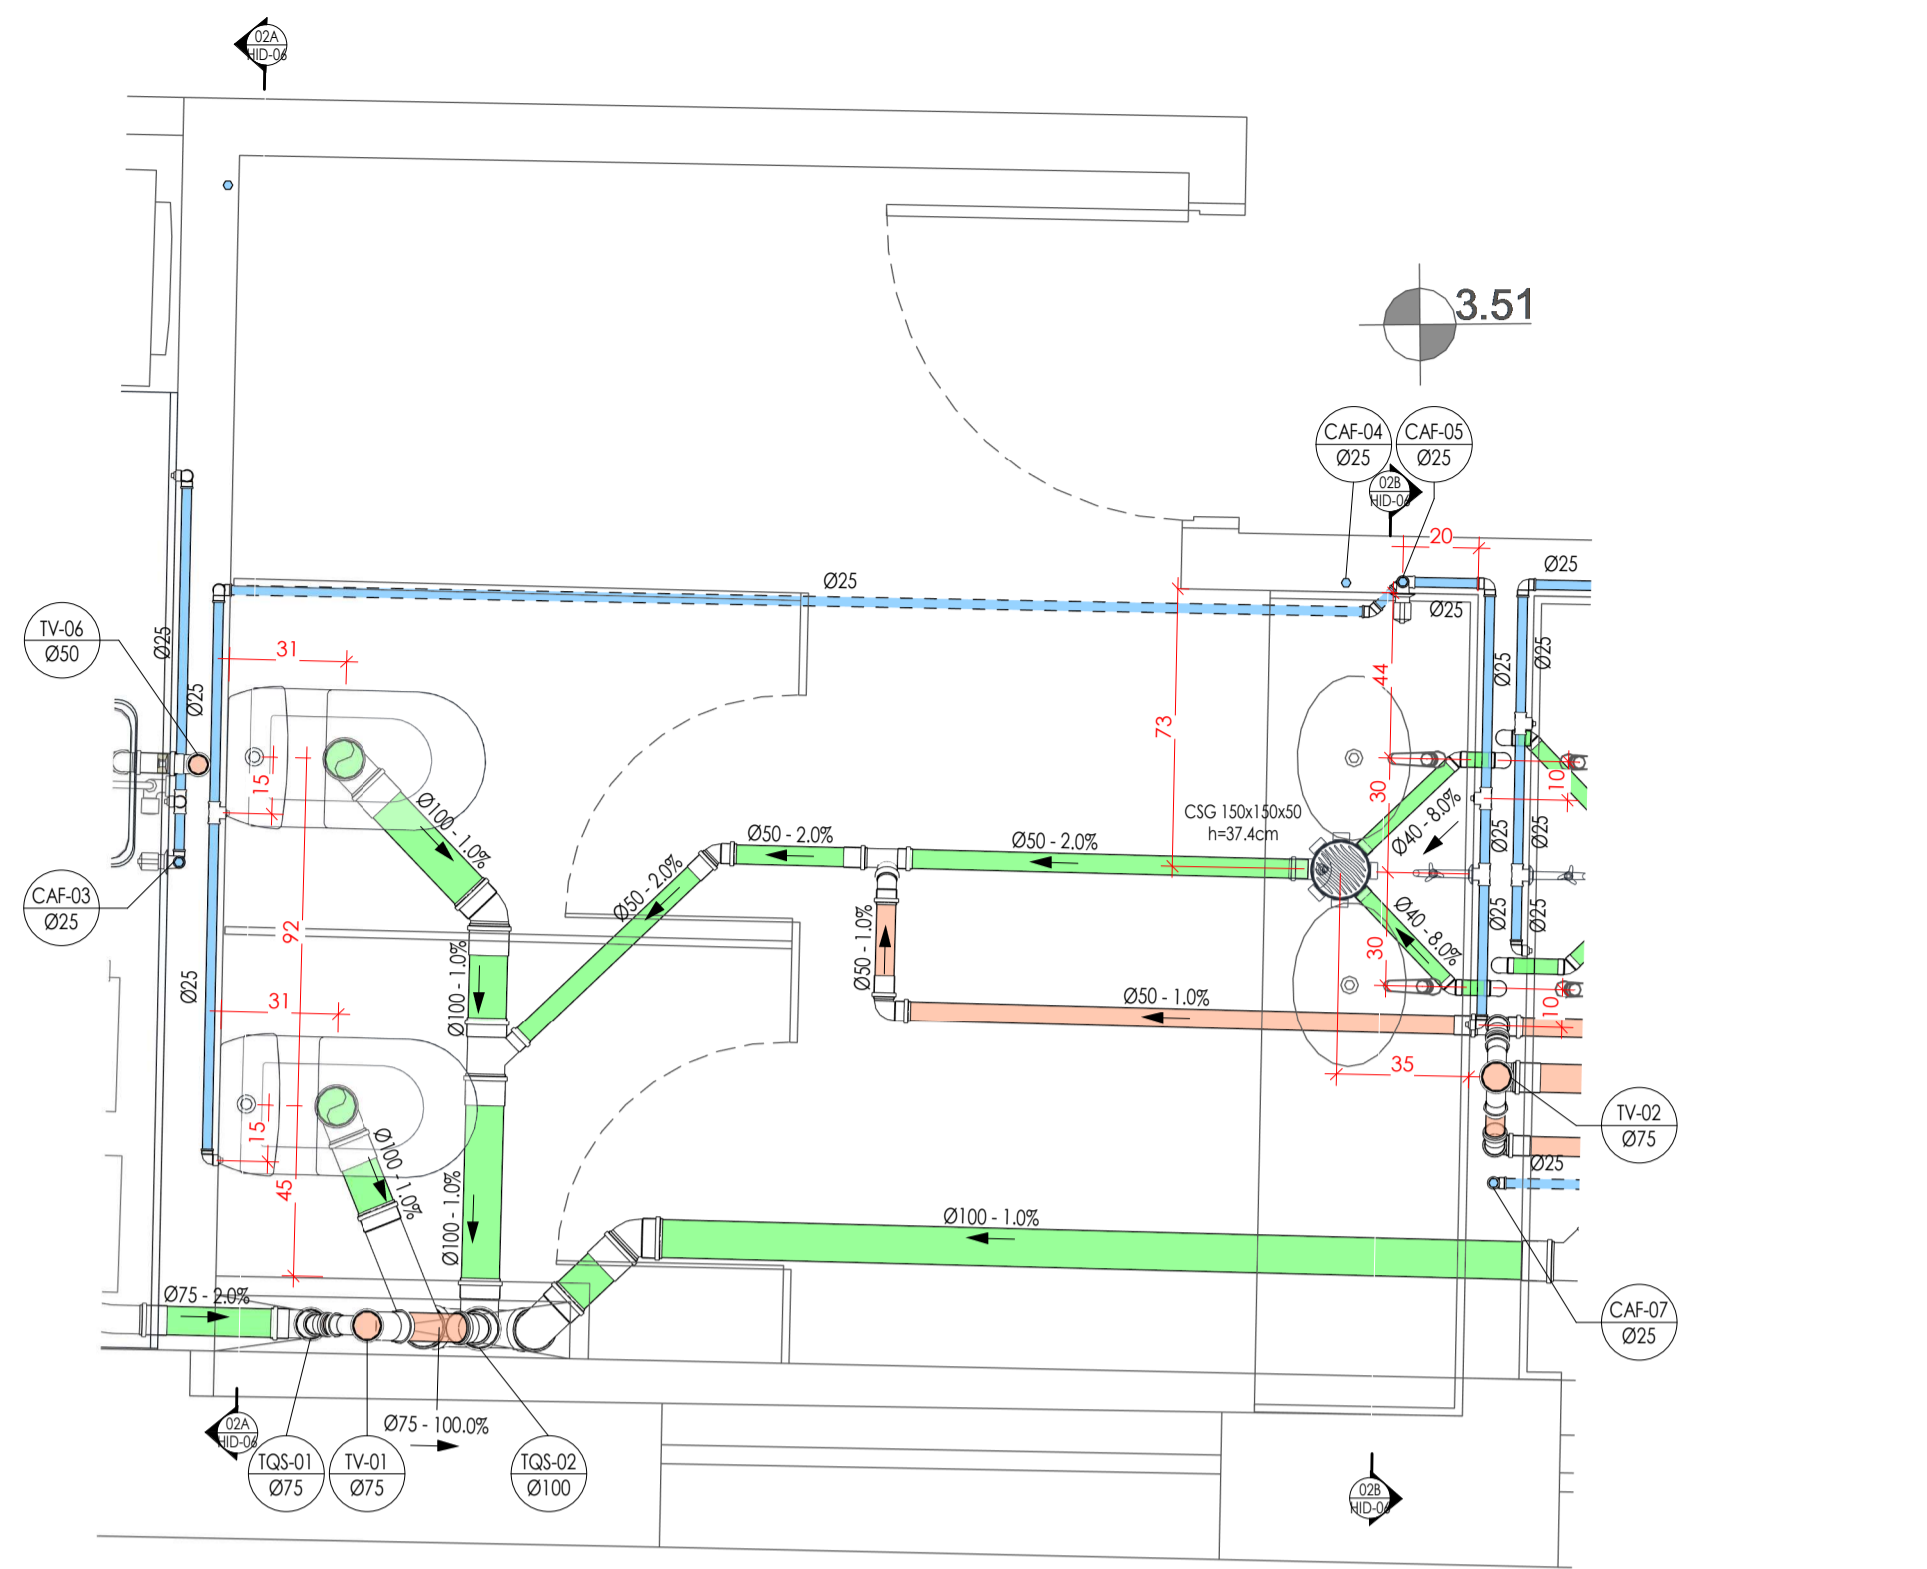 02A
HID-06
3.51
CAF-04
Ø25
CAF-05
Ø25
02B
HID-06
20
Ø25
Ø25
Ø25
TV-06
Ø50
Ø25
Ø25
31
44
Ø25
Ø25
73
15
30
10
CSG 150x150x50
h=37.4cm
Ø100 - 1.0%
Ø50 - 2.0%
Ø50 - 2.0%
Ø40 - 8.0%
Ø25
Ø25
Ø50 - 2.0%
CAF-03
Ø25
92
Ø40 - 8.0%
30
Ø25
Ø25
Ø25
31
Ø100 - 1.0%
Ø50 - 1.0%
Ø50 - 1.0%
10
35
15
Ø100 - 1.0%
TV-02
Ø75
45
Ø100 - 1.0%
Ø25
Ø100 - 1.0%
Ø75 - 2.0%
CAF-07
Ø25
02A
HID-06
Ø75 - 100.0%
TQS-01
Ø75
TV-01
Ø75
TQS-02
Ø100
02B
HID-06